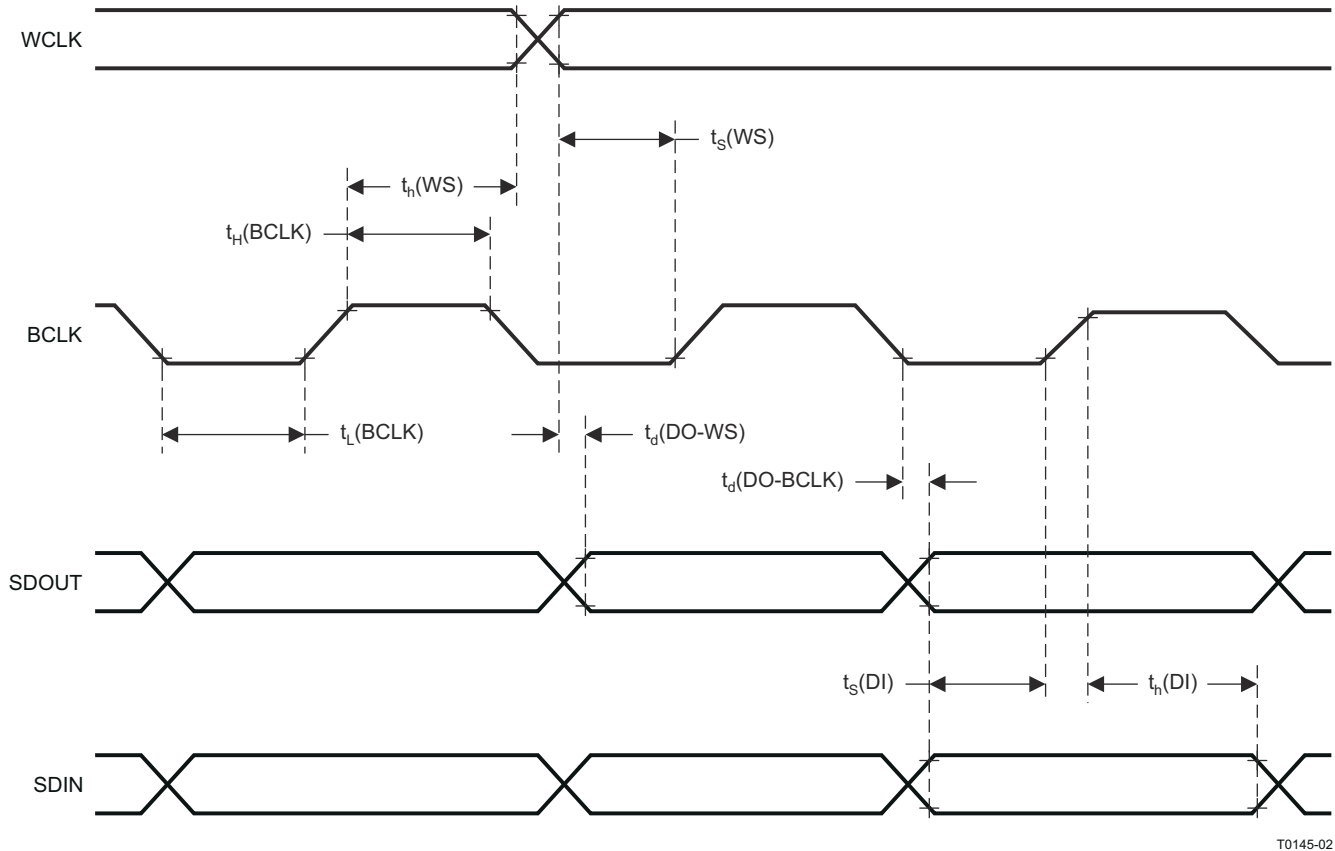 WCLK
tS(WS)
th(WS)
tH(BCLK)
BCLK
tL(BCLK)
td(DO-WS)
td(DO-BCLK)
SDOUT
tS(DI)
th(DI)
SDIN
T0145-02